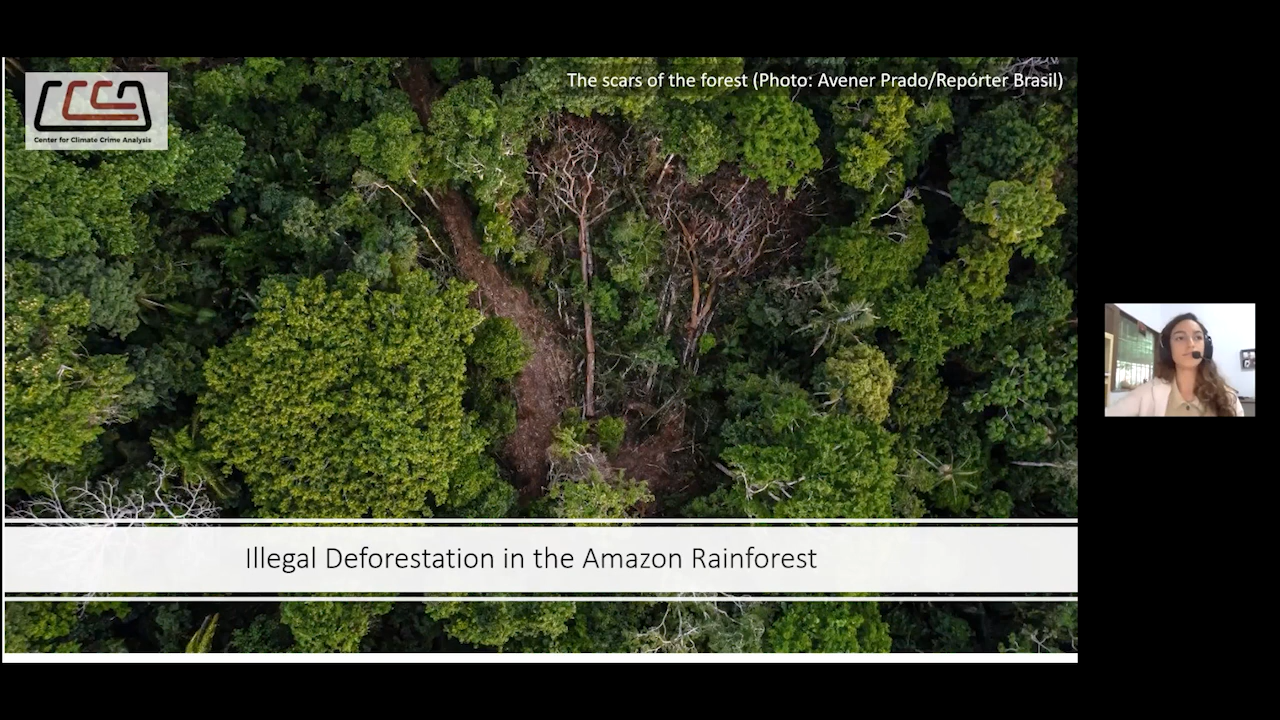 The scars of the forest (Photo: Avener Prado/Repórter Brasil)
Center for Climate Crime Analysis
Illegal Deforestation in the Amazon Rainforest